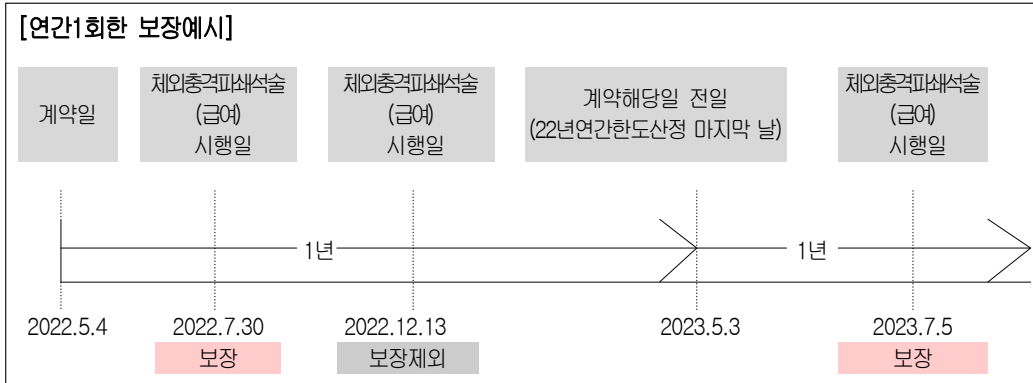 [연간1회한 보장예시]
계약일
체외충격파쇄석술
(급여)
시행일
체외충격파쇄석술
(급여)
시행일
계약해당일 전일
(22년연간한도산정 마지막 날)
체외충격파쇄석술
(급여)
시행일
1년
1년
2022.5.4
2022.7.30
2022.12.13
2023.5.3
2023.7.5
보장
보장제외
보장